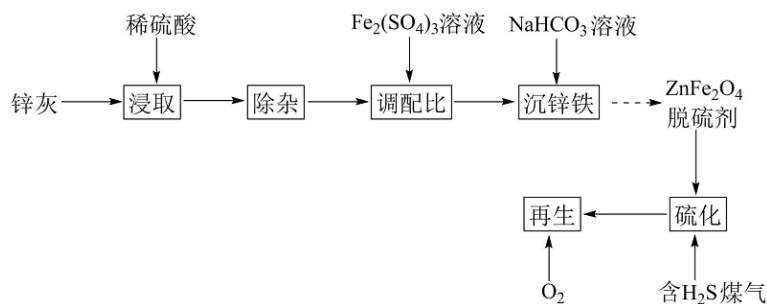 稀硫酸
Fe₂(SO₄)₃溶液
NaHCO₃溶液
锌灰
浸取
除杂
调配比
沉锌铁
ZnFe₂O₄
脱硫剂
再生
硫化
O₂
含H₂S煤气